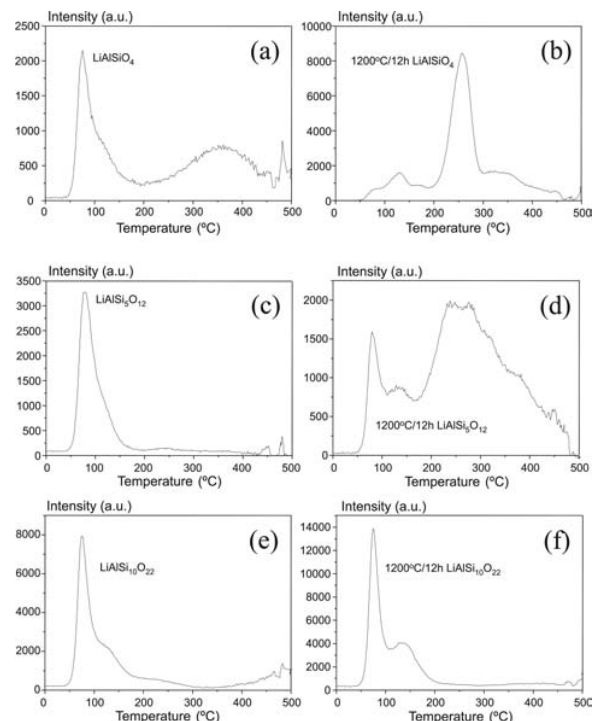 Intensity (a.u.)
2500
2000
1500
1000
500
0
LiAlSiO₄
(a)
0 100 200 300 400 500
Temperature (ºC)
Intensity (a.u.)
10000
8000
6000
4000
2000
0
1200ºC/12h LiAlSiO₄
(b)
0 100 200 300 400 500
Temperature (ºC)
Intensity (a.u.)
3500
3000
2500
2000
1500
1000
500
0
LiAlSi₅O₁₂
(c)
0 100 200 300 400 500
Temperature (ºC)
Intensity (a.u.)
2000
1500
1000
500
0
(d)
1200ºC/12h LiAlSi₅O₁₂
0 100 200 300 400 500
Temperature (ºC)
Intensity (a.u.)
8000
6000
4000
2000
0
LiAlSi₁₀O₂₂
(e)
0 100 200 300 400 500
Temperature (ºC)
Intensity (a.u.)
14000
12000
10000
8000
6000
4000
2000
0
1200ºC/12h LiAlSi₁₀O₂₂
(f)
0 100 200 300 400 500
Temperature (ºC)